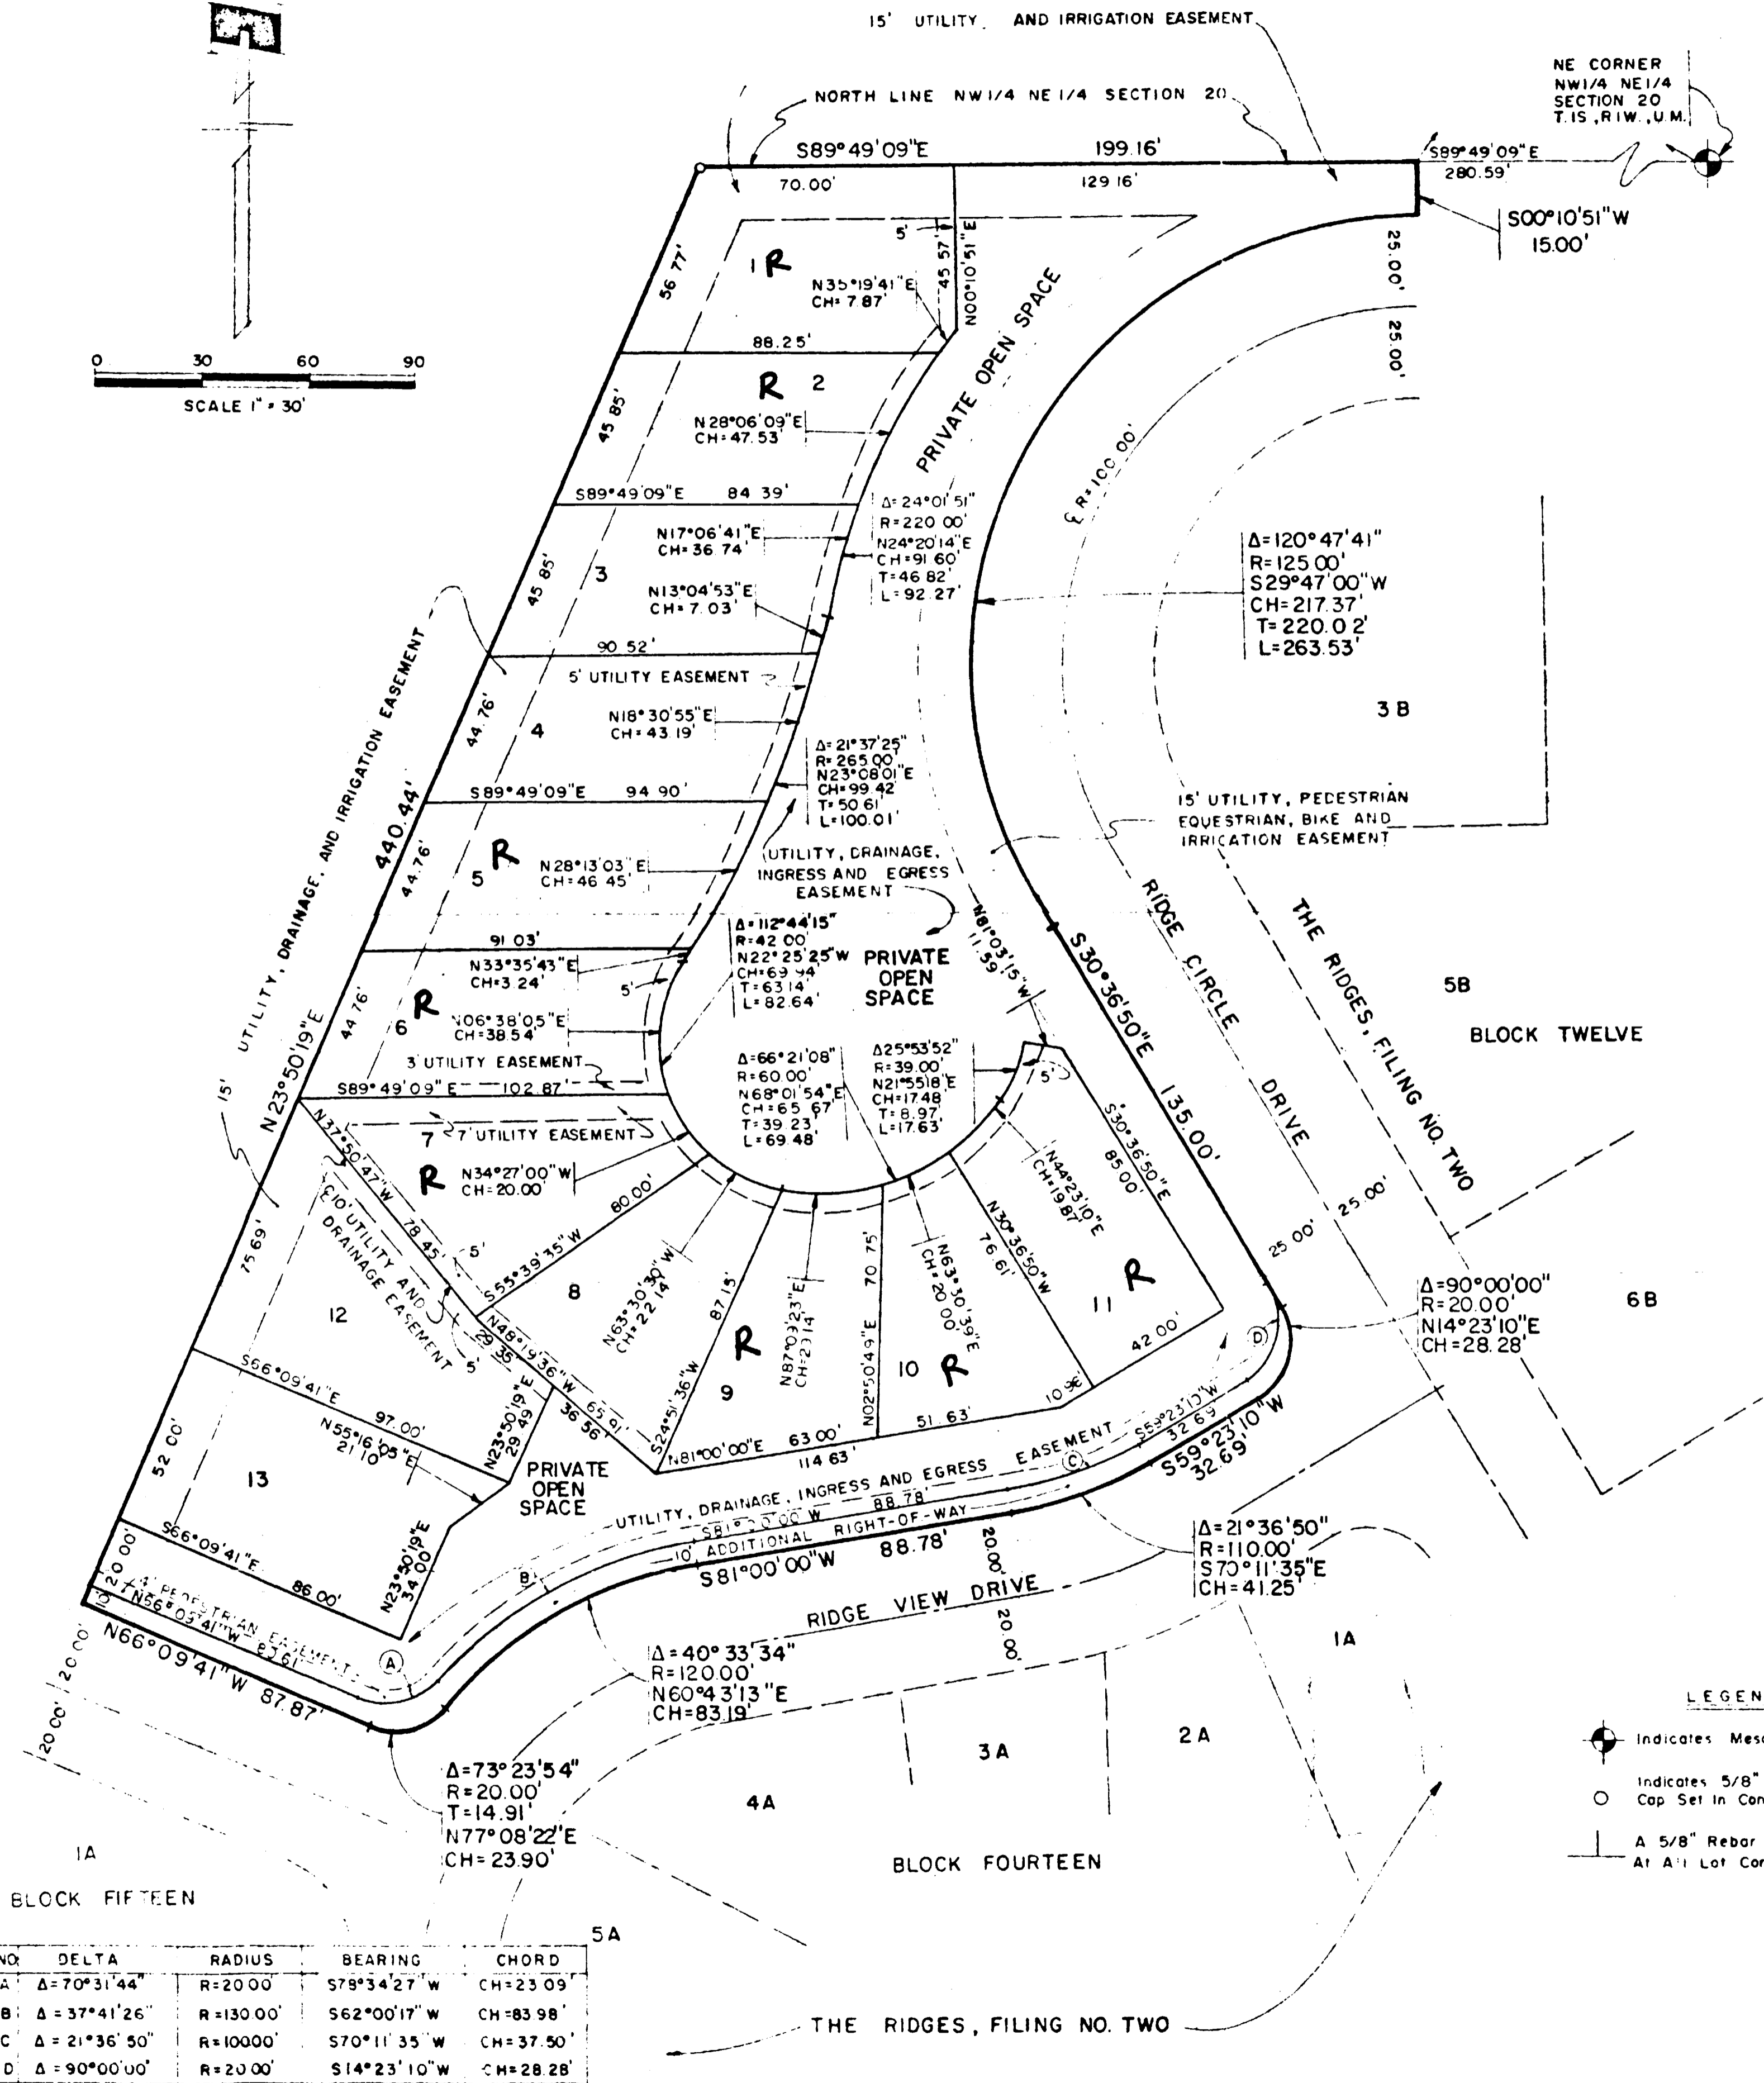 15' UTILITY AND IRRIGATION EASEMENT
NE CORNER
NW1/4 NE1/4
SECTION 20
T.1S.,R.1W.,U.M.
NORTH LINE NW1/4 NE1/4 SECTION 20
S89°49'09"E 199.16'
S89°49'09"E
280.59'
70.00'
129.16'
S00°10'51"W
15.00'
5'
45.57'
N00°10'51"E
25.00'
1 R
N35°19'41"E
CH=7.87'
56.77'
PRIVATE OPEN SPACE
25.00'
88.25'
0 30 60 90
SCALE 1" = 30'
R 2
45.85'
N28°06'09"E
CH=47.53'
℄ R=100.00'
S89°49'09"E 84.39'
Δ=24°01'51"
R=220.00'
N24°20'14"E
CH=91.60'
T=46.82'
L=92.27'
N17°06'41"E
CH=36.74'
3
45.85'
N13°04'53"E
CH=7.03'
Δ=120°47'41"
R=125.00'
S29°47'00"W
CH=217.37'
T=220.02'
L=263.53'
90.52'
5' UTILITY EASEMENT
15' UTILITY, DRAINAGE, AND IRRIGATION EASEMENT
44.76'
4
N18°30'55"E
CH=43.19'
3B
Δ=21°37'25"
R=265.00'
N23°08'01"E
CH=99.42'
T=50.61'
L=100.01'
S89°49'09"E 94.90'
440.44'
15' UTILITY, PEDESTRIAN
EQUESTRIAN, BIKE AND
IRRICATION EASEMENT
44.76'
5 R
N28°13'03"E
CH=46.45'
UTILITY, DRAINAGE,
INGRESS AND EGRESS
EASEMENT
RIDGE CIRCLE DRIVE
THE RIDGES, FILING NO. TWO
91.03'
Δ=112°44'15"
R=42.00'
N22°25'25"W
CH=69.94'
T=63.14'
L=82.64'
PRIVATE
OPEN
SPACE
N81°03'15"W
11.59'
S30°36'50"E 135.00'
N33°35'43"E
CH=3.24'
5'
44.76'
6 R
N06°38'05"E
CH=38.54'
5B
BLOCK TWELVE
3' UTILITY EASEMENT
S89°49'09"E 102.87'
N23°50'19"E
Δ=66°21'08"
R=60.00'
N68°01'54"E
CH=65.67'
T=39.23'
L=69.48'
Δ25°53'52"
R=39.00'
N21°55'18"E
CH=17.48'
T=8.97'
L=17.63'
5'
S30°36'50"E
85.00'
7 7' UTILITY EASEMENT
R
N34°27'00"W
CH=20.00'
N37°50'47"W 78.45'
5'
80.00'
S55°39'35"W
N44°23'10"E
CH=19.87'
N30°36'50"W
76.61'
℄ 10' UTILITY AND
DRAINAGE EASEMENT
5'
75.69'
12
8
N63°30'30"W
CH=22.14'
87.15'
S24°51'36"W
N63°30'39"E
CH=20.00'
70.75'
N02°50'49"E
25.00' 25.00'
11 R
42.00'
Δ=90°00'00"
R=20.00'
N14°23'10"E
CH=28.28'
6B
D
N48°19'36"W 65.91'
29.35
36.56'
9 R
10 R
10.96'
51.63'
S66°09'41"E
97.00'
N23°50'19"E
29.49'
N55°16'05"E
21.10'
52.00'
13
PRIVATE
OPEN
SPACE
N81°00'00"E 63.00'
114.63'
C
S59°23'10"W
32.69'
S59°23'10"W
32.69'
UTILITY, DRAINAGE, INGRESS AND EGRESS EASEMENT
88.78'
10' ADDITIONAL RIGHT-OF-WAY
S81°00'00"W 88.78'
20.00'
Δ=21°36'50"
R=110.00'
S70°11'35"E
CH=41.25'
S66°09'41"E 86.00'
N23°50'19"E
34.00'
B
20.00'
4' PEDESTRIAN EASEMENT
83.61'
A
N66°09'41"W 87.87'
RIDGE VIEW DRIVE
20.00'
20.00'
20.00'
Δ=40°33'34"
R=120.00'
N60°43'13"E
CH=83.19'
1A
2A
3A
4A
Δ=73°23'54"
R=20.00'
T=14.91'
N77°08'22"E
CH=23.90'
LEGEN
Indicates Mesa
Indicates 5/8"
Cap Set In Con
A 5/8" Rebar
At All Lot Cor
BLOCK FOURTEEN
1A
BLOCK FIFTEEN
5A
NO. DELTA RADIUS BEARING CHORD
A Δ=70°31'44" R=20.00' S78°34'27"W CH=23.09'
B Δ=37°41'26" R=130.00' S62°00'17"W CH=83.98'
C Δ=21°36'50" R=100.00' S70°11'35"W CH=37.50'
D Δ=90°00'00" R=20.00' S14°23'10"W CH=28.28'
THE RIDGES, FILING NO. TWO